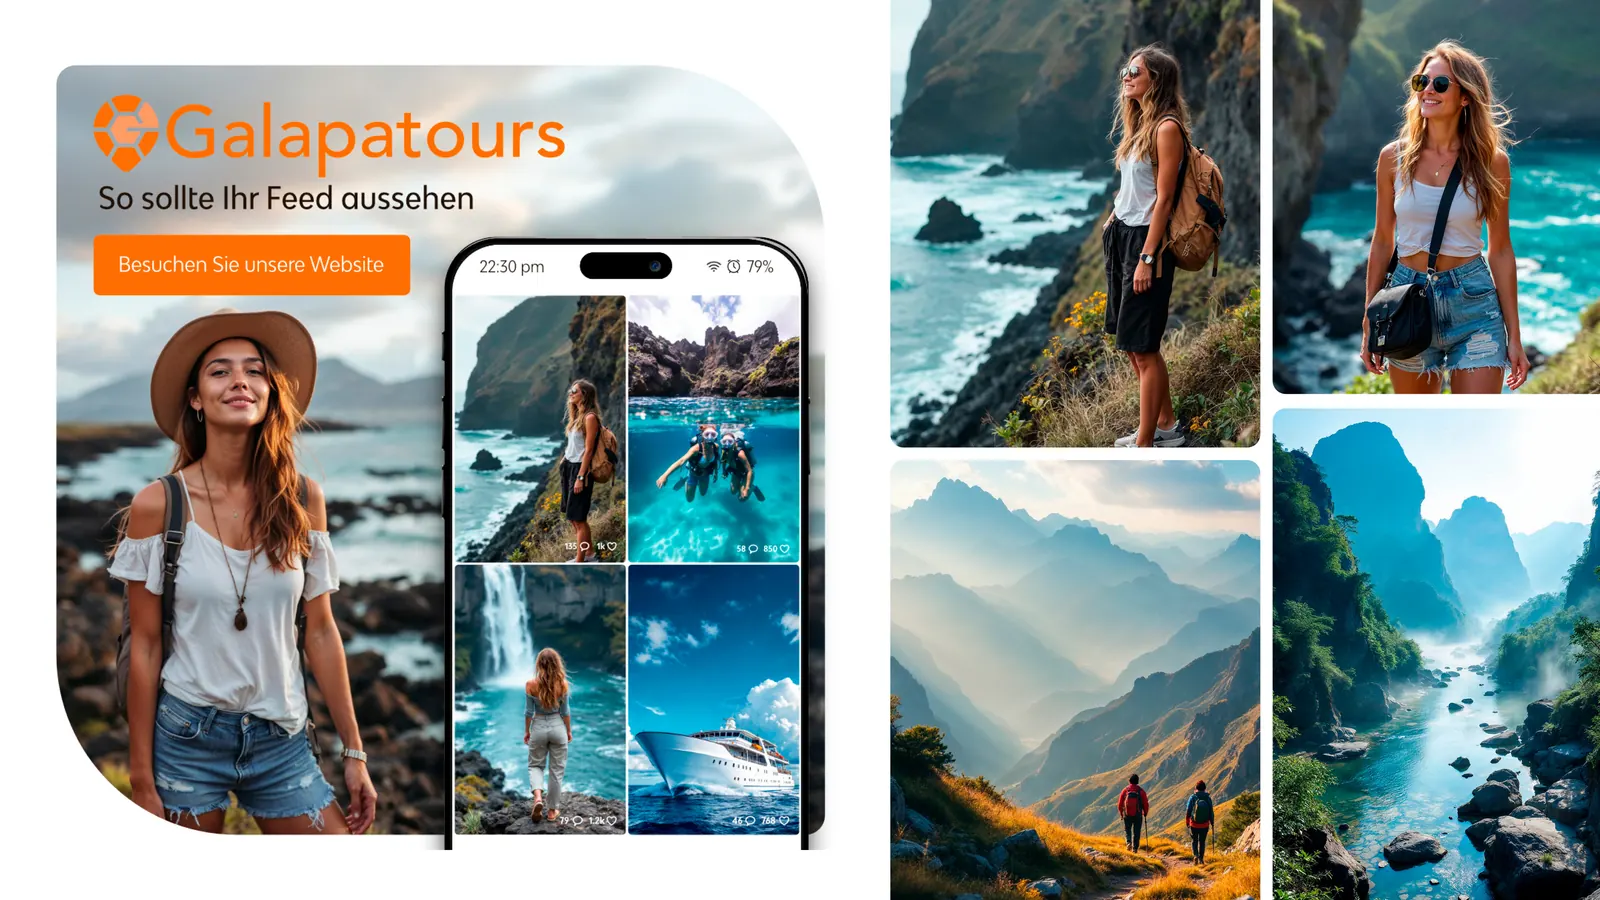 Galapatours
So sollte Ihr Feed aussehen
Besuchen Sie unsere Website
22:30 pm
79%
135 1k
58 850
79 1.2k
46 768